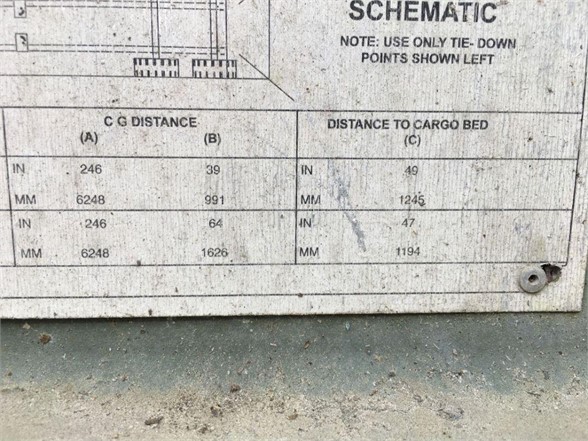 SCHEMATIC
NOTE: USE ONLY TIE- DOWN
POINTS SHOWN LEFT
C G DISTANCE DISTANCE TO CARGO BED
(A) (B) (C)
IN 246 39 IN 49
MM 6248 991 MM 1245
IN 246 64 IN 47
MM 6248 1626 MM 1194